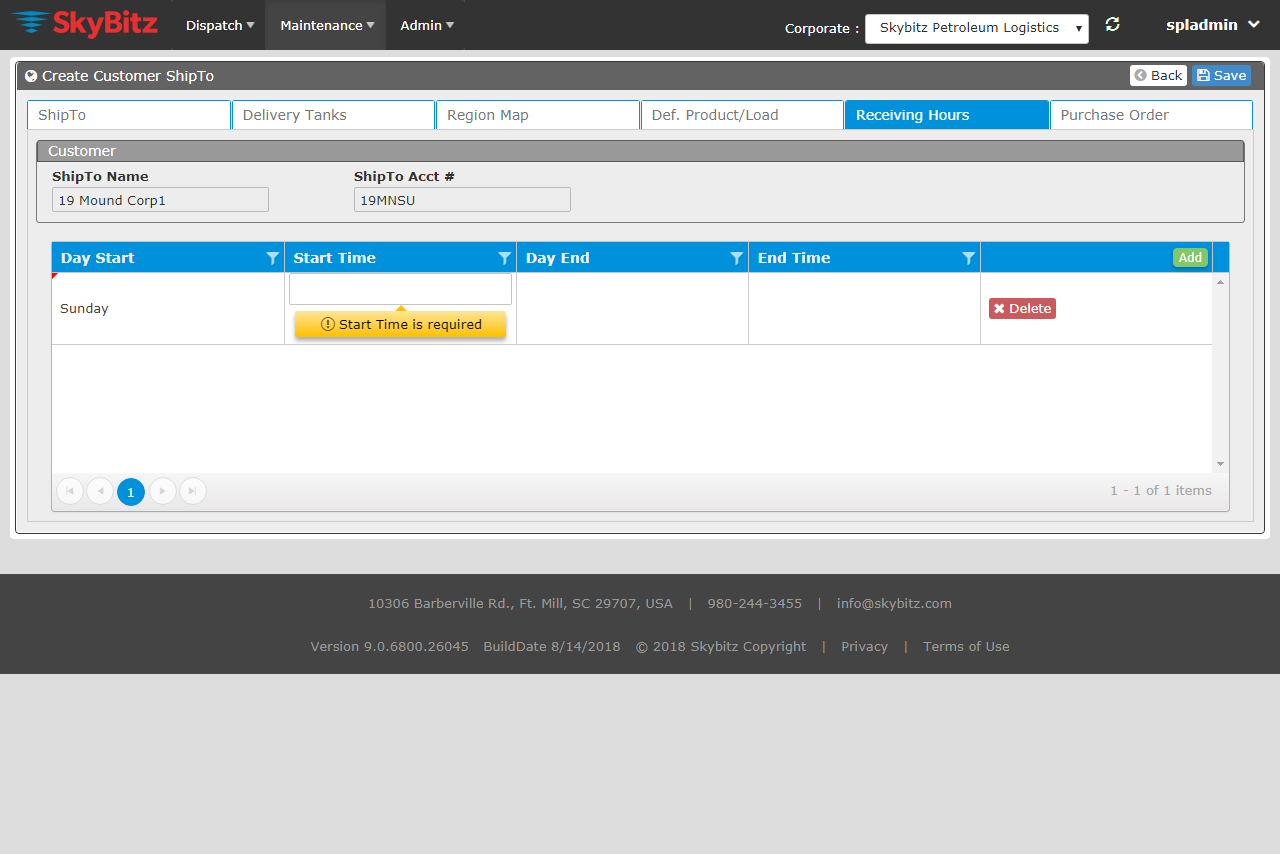 SkyBitz Dispatch Maintenance Admin Corporate : Skybitz Petroleum Logistics spladmin
Create Customer ShipTo Back Save
ShipTo Delivery Tanks Region Map Def. Product/Load Receiving Hours Purchase Order
Customer
ShipTo Name ShipTo Acct #
19 Mound Corp1 19MNSU
Day Start Start Time Day End End Time Add
Sunday Delete
Start Time is required
1 1 - 1 of 1 items
10306 Barberville Rd., Ft. Mill, SC 29707, USA | 980-244-3455 | info@skybitz.com
Version 9.0.6800.26045 BuildDate 8/14/2018 © 2018 Skybitz Copyright | Privacy | Terms of Use